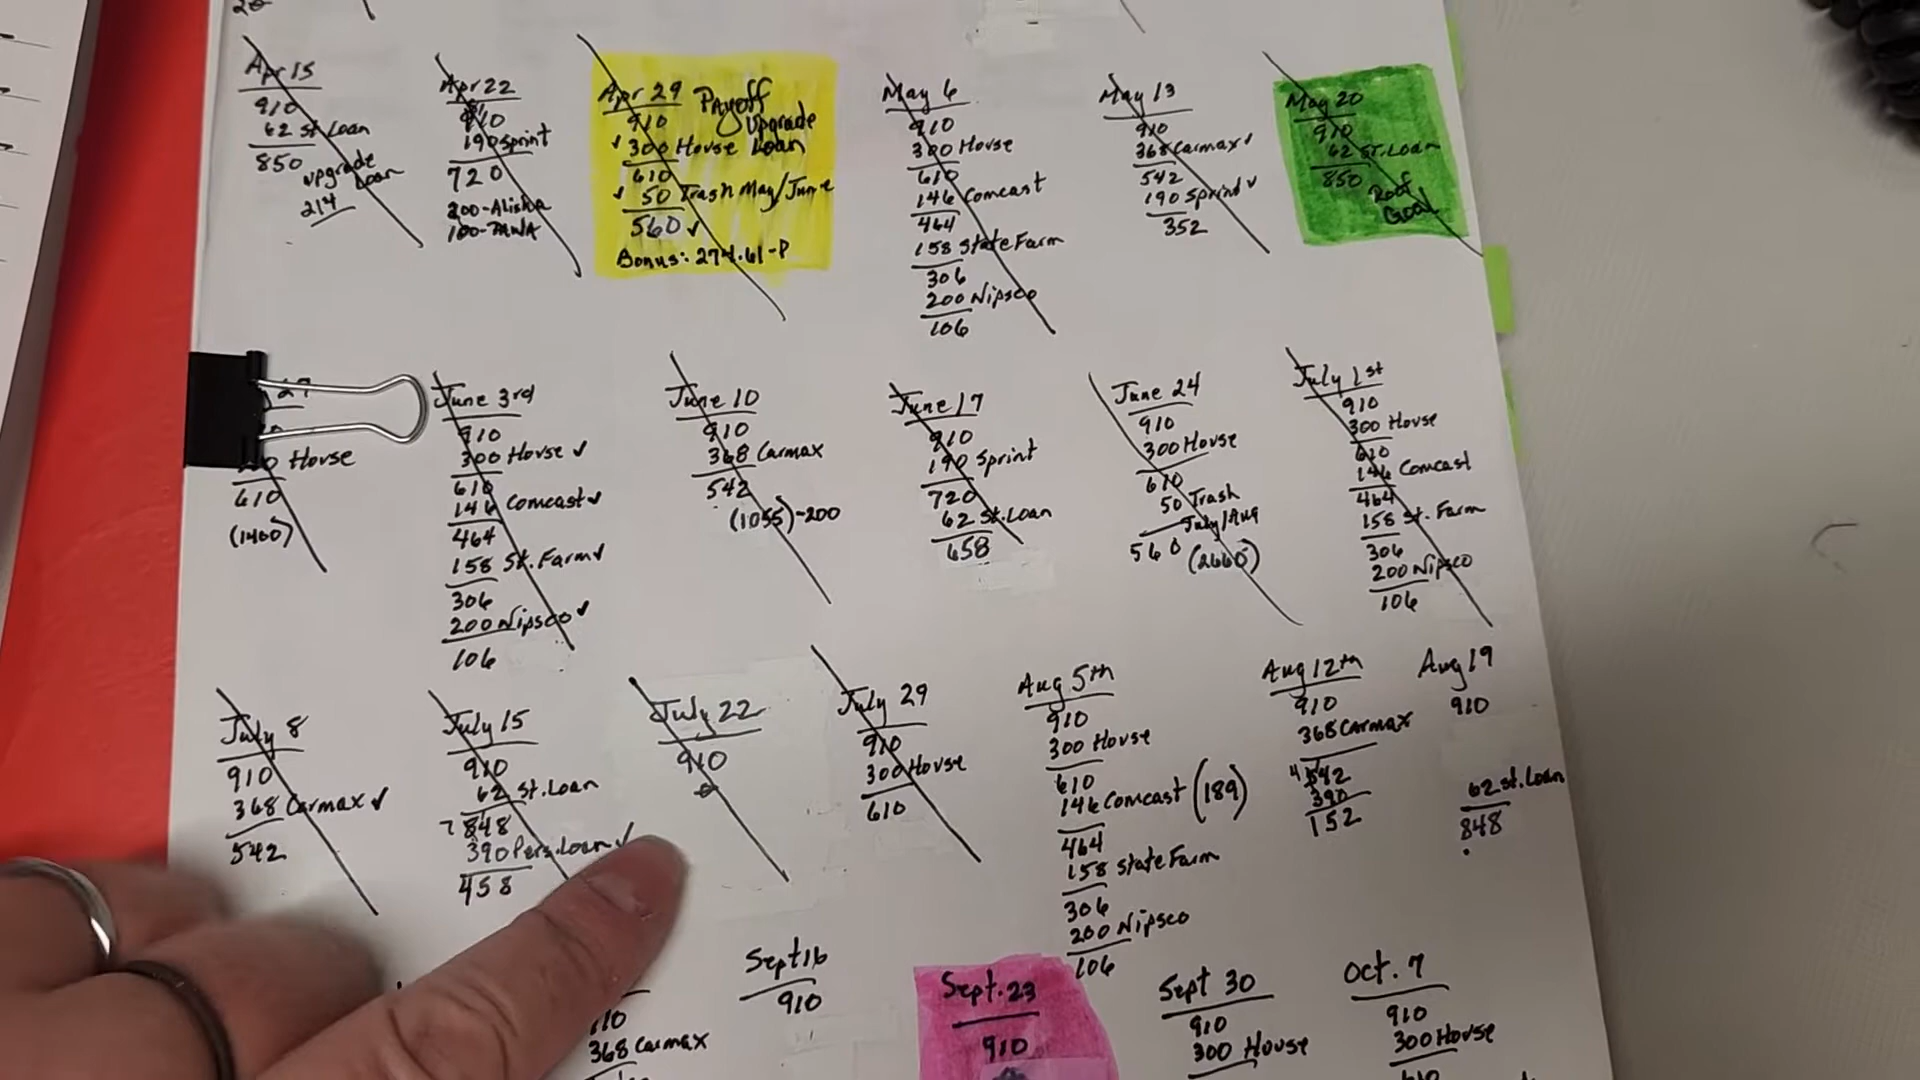 Apr 15
910
62 St. Loan
850
upgrade
Loan
214
Apr 22
910
190 Sprint
720
200-Alisha
100-
Apr 29 Payoff
Upgrade
910
✓ 300 House Loan
610
✓ 50 Trash May/June
560 ✓
Bonus: 274.61-P
May 6
910
300 House
610
146 Comcast
464
158 State Farm
306
200 Nipsco
106
May 13
910
368 Carmax ✓
542
190 Sprint ✓
352
May 20
910
62 St. Loan
850
Roof
Goal
27
House
610
(1400)
June 3rd
910
300 House ✓
610
146 Comcast ✓
464
158 St. Farm ✓
306
200 Nipsco ✓
106
June 10
910
368 Carmax
542
(1055)-200
June 17
910
190 Sprint
720
62 St. Loan
658
June 24
910
300 House
610
50 Trash
July/Aug
560
(2660)
July 1st
910
300 House
610
146 Comcast
464
158 St. Farm
306
200 Nipsco
106
July 8
910
368 Carmax ✓
542
July 15
910
62 St. Loan
848
390 Pers. Loan ✓
458
July 22
910
July 29
910
300 House
610
Aug 5th
910
300 House
610
146 Comcast (189)
464
158 State Farm
306
200 Nipsco
106
Aug 12th
910
368 Carmax
542
390
152
Aug 19
910
62 St. Loan
848
368 Carmax
Sept 16
910
Sept. 23
910
Sept 30
910
300 House
Oct. 7
910
300 House
610